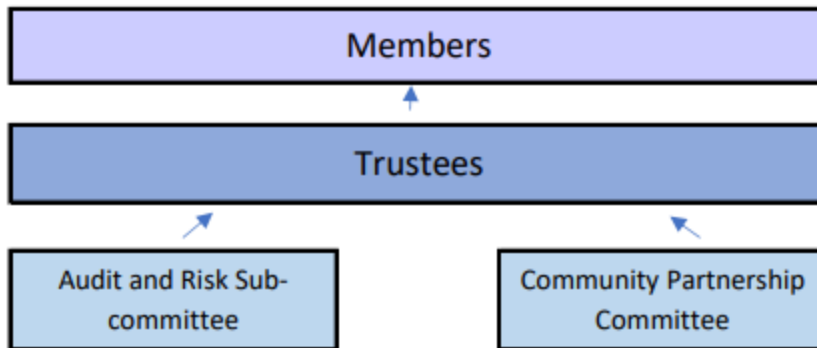 Members
Trustees
Audit and Risk Sub-
committee
Community Partnership
Committee